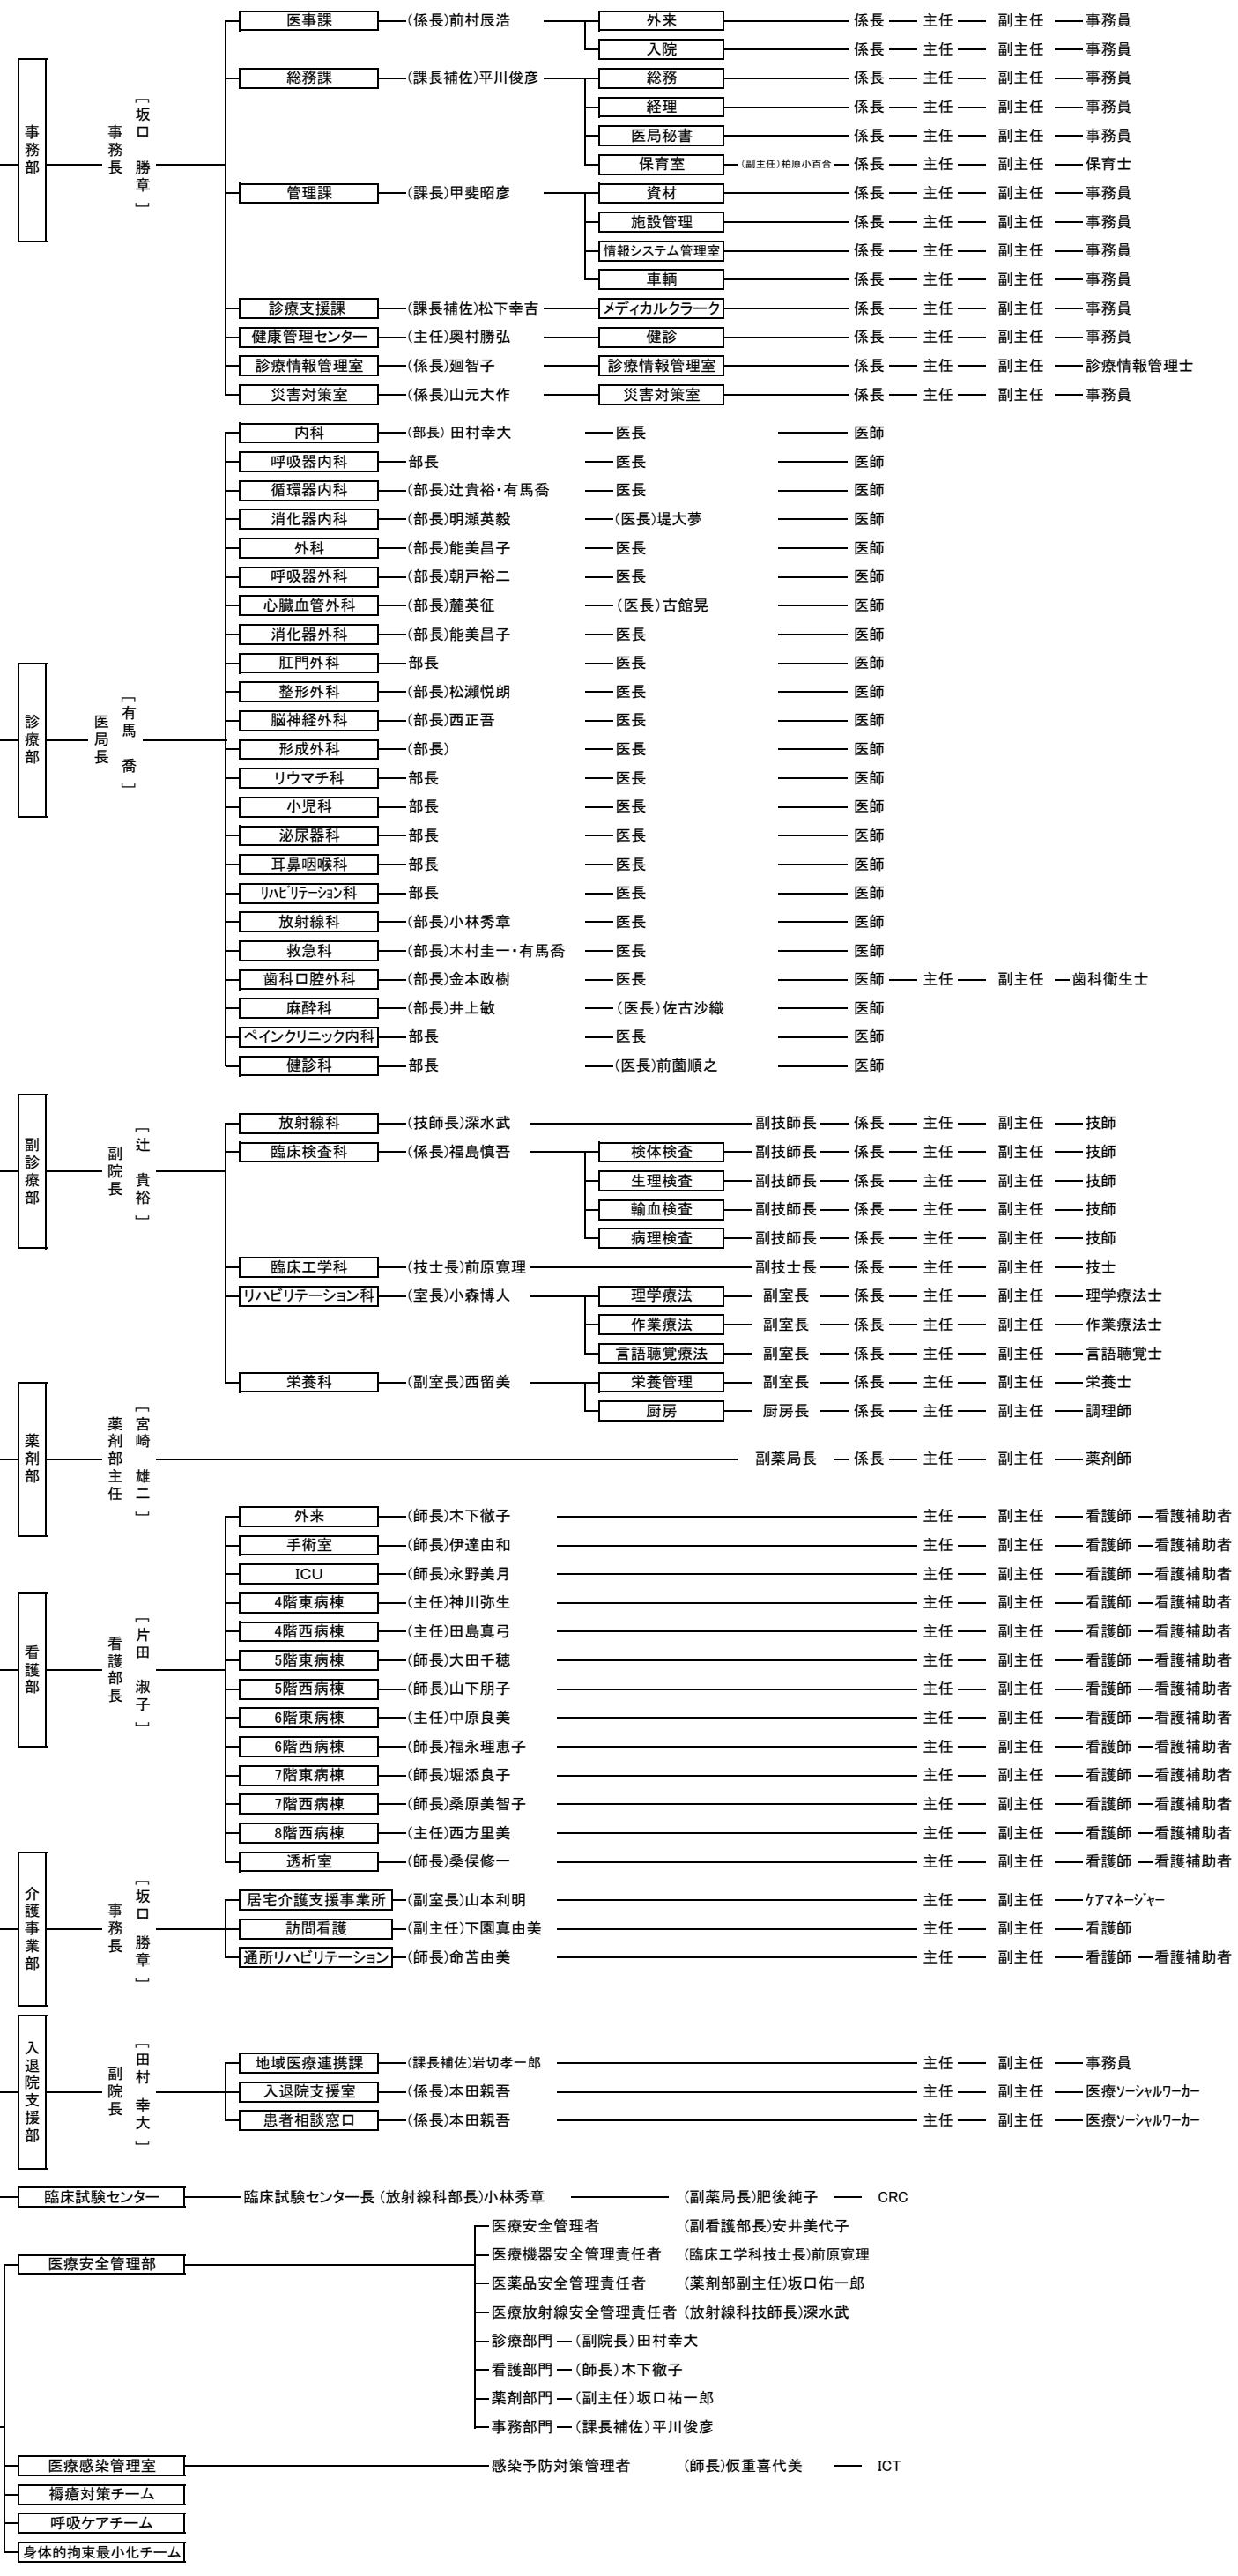 事務部
事務長
［坂口 勝章］
医事課 (係長)前村辰浩 外来 係長 主任 副主任 事務員
入院 係長 主任 副主任 事務員
総務課 (課長補佐)平川俊彦 総務 係長 主任 副主任 事務員
経理 係長 主任 副主任 事務員
医局秘書 係長 主任 副主任 事務員
保育室 (副主任)柏原小百合 係長 主任 副主任 保育士
管理課 (課長)甲斐昭彦 資材 係長 主任 副主任 事務員
施設管理 係長 主任 副主任 事務員
情報システム管理室 係長 主任 副主任 事務員
車輌 係長 主任 副主任 事務員
診療支援課 (課長補佐)松下幸吉 メディカルクラーク 係長 主任 副主任 事務員
健康管理センター (主任)奥村勝弘 健診 係長 主任 副主任 事務員
診療情報管理室 (係長)廻智子 診療情報管理室 係長 主任 副主任 診療情報管理士
災害対策室 (係長)山元大作 災害対策室 係長 主任 副主任 事務員
診療部
医局長
［有馬 喬］
内科 (部長) 田村幸大 医長 医師
呼吸器内科 部長 医長 医師
循環器内科 (部長)辻貴裕・有馬喬 医長 医師
消化器内科 (部長)明瀬英毅 (医長)堤大夢 医師
外科 (部長)能美昌子 医長 医師
呼吸器外科 (部長)朝戸裕二 医長 医師
心臓血管外科 (部長)麓英征 (医長)古館晃 医師
消化器外科 (部長)能美昌子 医長 医師
肛門外科 部長 医長 医師
整形外科 (部長)松瀬悦朗 医長 医師
脳神経外科 (部長)西正吾 医長 医師
形成外科 (部長) 医長 医師
リウマチ科 部長 医長 医師
小児科 部長 医長 医師
泌尿器科 部長 医長 医師
耳鼻咽喉科 部長 医長 医師
ﾘﾊﾋﾞﾘﾃｰｼｮﾝ科 部長 医長 医師
放射線科 (部長)小林秀章 医長 医師
救急科 (部長)木村圭一・有馬喬 医長 医師
歯科口腔外科 (部長)金本政樹 医長 医師 主任 副主任 歯科衛生士
麻酔科 (部長)井上敏 (医長)佐古沙織 医師
ペインクリニック内科 部長 医長 医師
健診科 部長 (医長)前薗順之 医師
副診療部
副院長
［辻 貴裕］
放射線科 (技師長)深水武 副技師長 係長 主任 副主任 技師
臨床検査科 (係長)福島慎吾 検体検査 副技師長 係長 主任 副主任 技師
生理検査 副技師長 係長 主任 副主任 技師
輸血検査 副技師長 係長 主任 副主任 技師
病理検査 副技師長 係長 主任 副主任 技師
臨床工学科 (技士長)前原寛理 副技士長 係長 主任 副主任 技士
リハビリテーション科 (室長)小森博人 理学療法 副室長 係長 主任 副主任 理学療法士
作業療法 副室長 係長 主任 副主任 作業療法士
言語聴覚療法 副室長 係長 主任 副主任 言語聴覚士
栄養科 (副室長)西留美 栄養管理 副室長 係長 主任 副主任 栄養士
厨房 厨房長 係長 主任 副主任 調理師
薬剤部
薬剤部主任
［宮崎 雄二］
副薬局長 係長 主任 副主任 薬剤師
看護部
看護部長
［片田 淑子］
外来 (師長)木下徹子 主任 副主任 看護師 看護補助者
手術室 (師長)伊達由和 主任 副主任 看護師 看護補助者
ICU (師長)永野美月 主任 副主任 看護師 看護補助者
4階東病棟 (主任)神川弥生 主任 副主任 看護師 看護補助者
4階西病棟 (主任)田島真弓 主任 副主任 看護師 看護補助者
5階東病棟 (師長)大田千穂 主任 副主任 看護師 看護補助者
5階西病棟 (師長)山下朋子 主任 副主任 看護師 看護補助者
6階東病棟 (主任)中原良美 主任 副主任 看護師 看護補助者
6階西病棟 (師長)福永理恵子 主任 副主任 看護師 看護補助者
7階東病棟 (師長)堀添良子 主任 副主任 看護師 看護補助者
7階西病棟 (師長)桑原美智子 主任 副主任 看護師 看護補助者
8階西病棟 (主任)西方里美 主任 副主任 看護師 看護補助者
透析室 (師長)桑俣修一 主任 副主任 看護師 看護補助者
介護事業部
事務長
［坂口 勝章］
居宅介護支援事業所 (副室長)山本利明 主任 副主任 ｹｱﾏﾈｰｼﾞｬｰ
訪問看護 (副主任)下園真由美 主任 副主任 看護師
通所リハビリテーション (師長)命苫由美 主任 副主任 看護師 看護補助者
入退院支援部
副院長
［田村 幸大］
地域医療連携課 (課長補佐)岩切孝一郎 主任 副主任 事務員
入退院支援室 (係長)本田親吾 主任 副主任 医療ｿｰｼｬﾙﾜｰｶｰ
患者相談窓口 (係長)本田親吾 主任 副主任 医療ｿｰｼｬﾙﾜｰｶｰ
臨床試験センター 臨床試験センター長 (放射線科部長)小林秀章 (副薬局長)肥後純子 CRC
医療安全管理者 (副看護部長)安井美代子
医療安全管理部 医療機器安全管理責任者 (臨床工学科技士長)前原寛理
医薬品安全管理責任者 (薬剤部副主任)坂口佑一郎
医療放射線安全管理責任者 (放射線科技師長)深水武
診療部門 (副院長)田村幸大
看護部門 (師長)木下徹子
薬剤部門 (副主任)坂口祐一郎
事務部門 (課長補佐)平川俊彦
医療感染管理室 感染予防対策管理者 (師長)仮重喜代美 ICT
褥瘡対策チーム
呼吸ケアチーム
身体的拘束最小化チーム